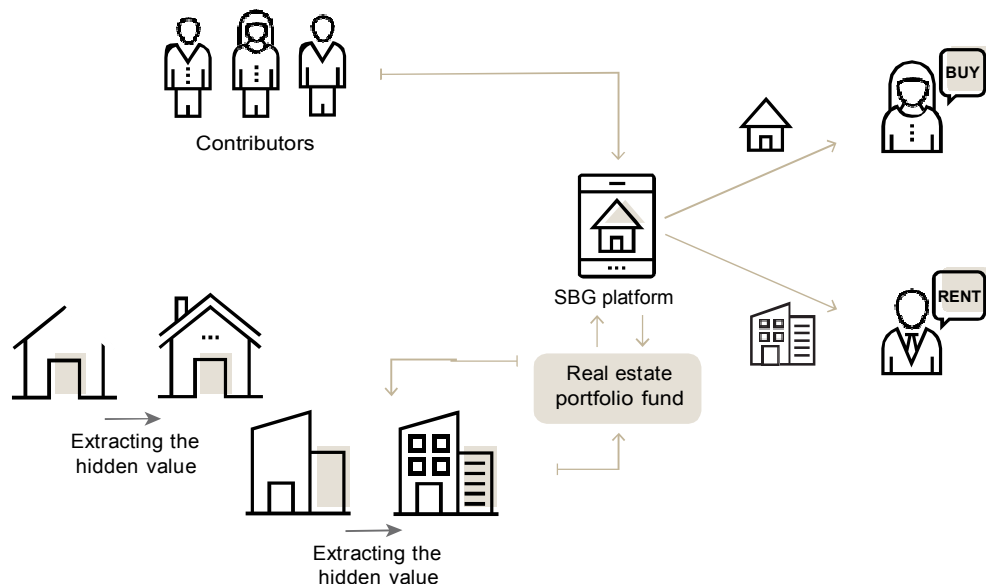 BUY
Contributors
SBG platform
RENT
Real estate
portfolio fund
Extracting the
hidden value
Extracting the
hidden value